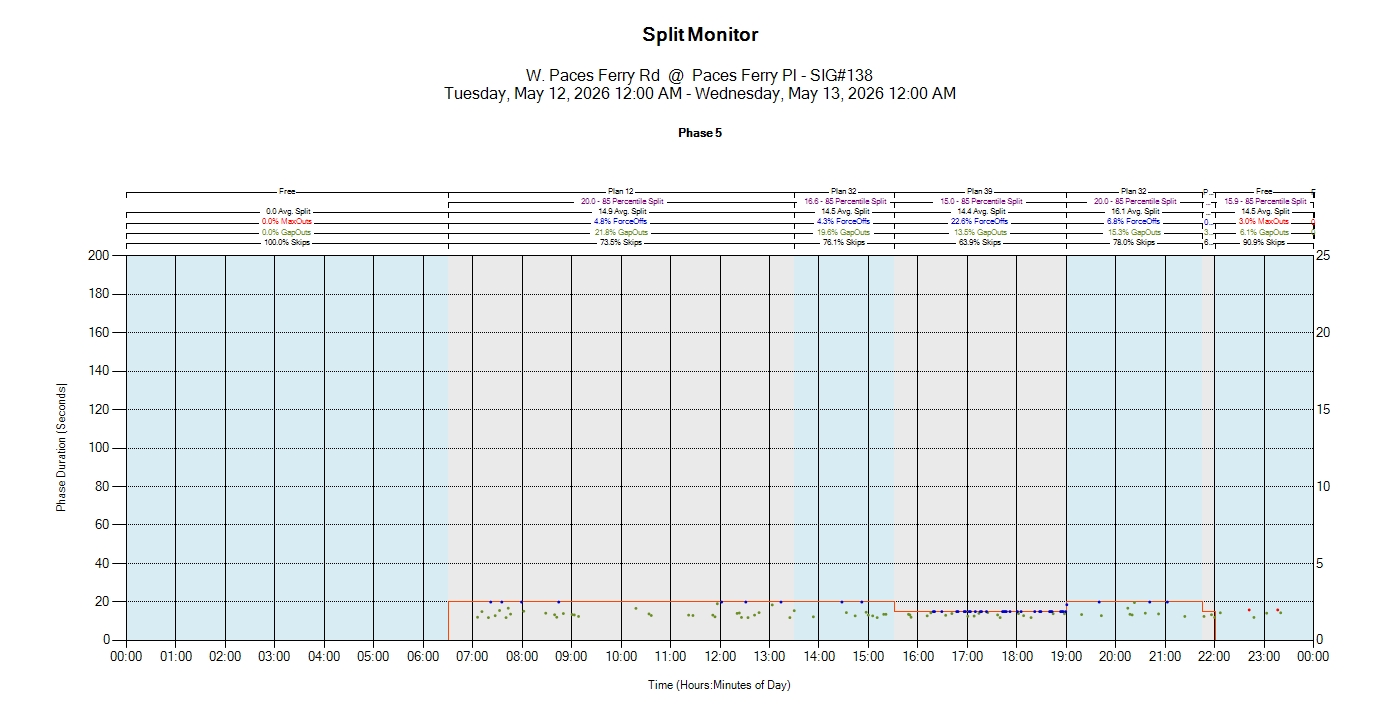 Split Monitor
W. Paces Ferry Rd @ Paces Ferry Pl - SIG#138
Tuesday, May 12, 2026 12:00 AM - Wednesday, May 13, 2026 12:00 AM
Phase 5
Free Plan 12 Plan 32 Plan 39 Plan 32 P... Free F
20.0 - 85 Percentile Split 16.6 - 85 Percentile Split 15.0 - 85 Percentile Split 20.0 - 85 Percentile Split ... 15.9 - 85 Percentile Split
0.0 Avg. Split 14.9 Avg. Split 14.5 Avg. Split 14.4 Avg. Split 16.1 Avg. Split ... 14.5 Avg. Split
0.0% MaxOuts 4.8% ForceOffs 4.3% ForceOffs 22.6% ForceOffs 6.8% ForceOffs 0... 3.0% MaxOuts
0.0% GapOuts 21.8% GapOuts 19.6% GapOuts 13.5% GapOuts 15.3% GapOuts 3... 6.1% GapOuts
100.0% Skips 73.5% Skips 76.1% Skips 63.9% Skips 78.0% Skips 6... 90.9% Skips
200 25
180
160 20
140
120 15
100
80 10
60
40 5
20
0 0
Phase Duration (Seconds)
00:00 01:00 02:00 03:00 04:00 05:00 06:00 07:00 08:00 09:00 10:00 11:00 12:00 13:00 14:00 15:00 16:00 17:00 18:00 19:00 20:00 21:00 22:00 23:00 00:00
Time (Hours:Minutes of Day)